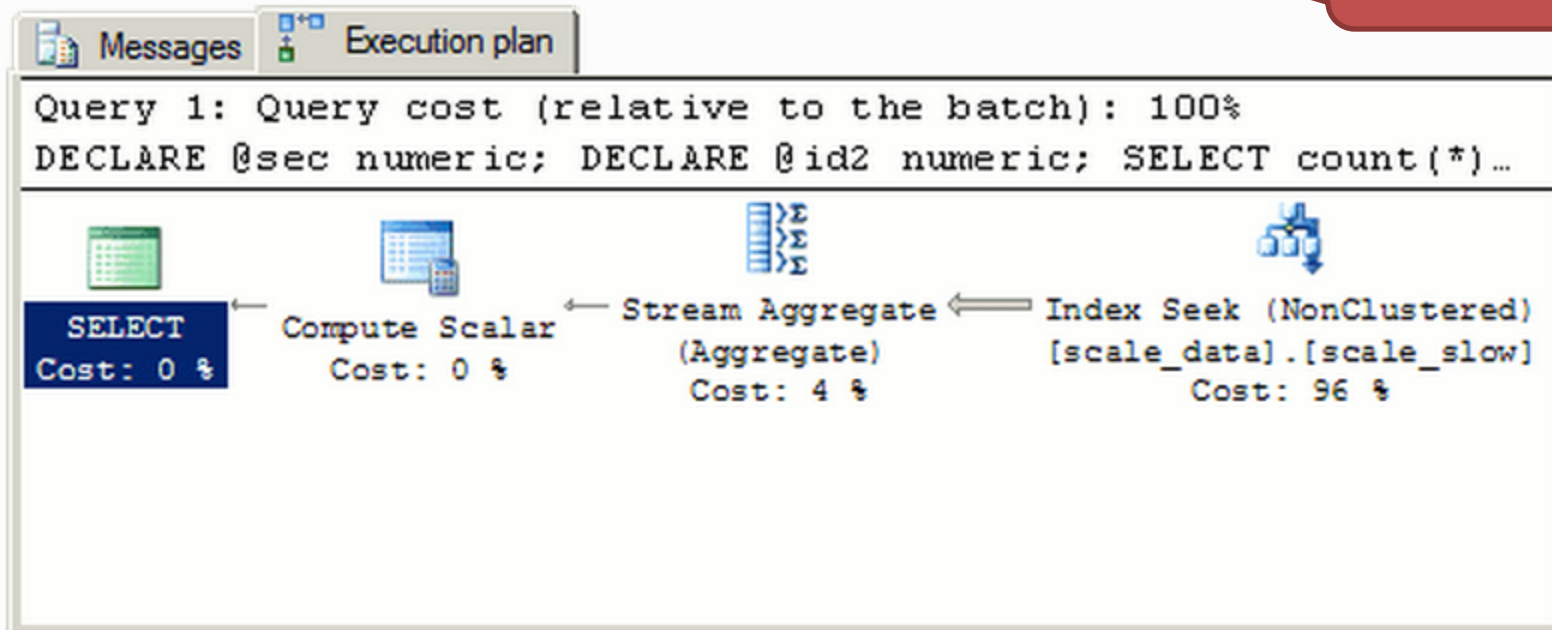 Messages
Execution plan
Query 1: Query cost (relative to the batch): 100%
DECLARE @sec numeric; DECLARE @id2 numeric; SELECT count(*)…
SELECT
Cost: 0 %
Compute Scalar
Cost: 0 %
Stream Aggregate
(Aggregate)
Cost: 4 %
Index Seek (NonClustered)
[scale_data].[scale_slow]
Cost: 96 %